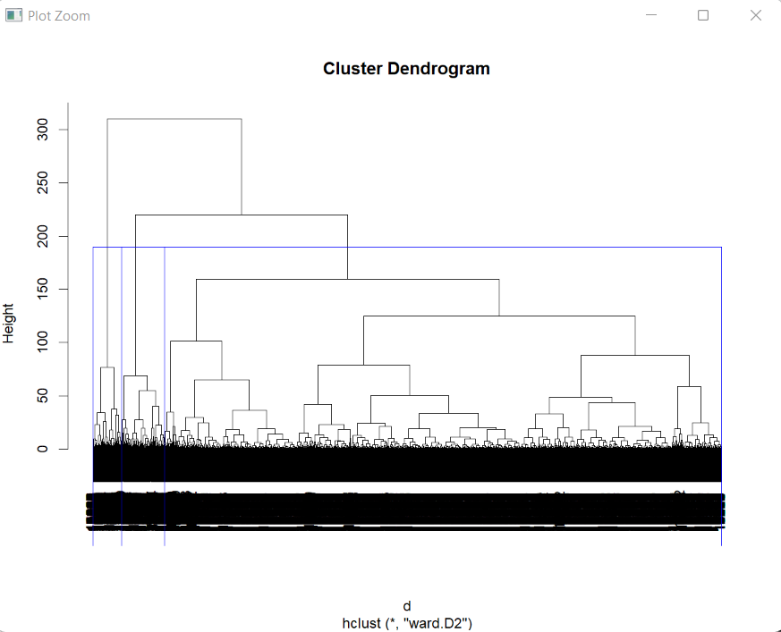 Plot Zoom
Cluster Dendrogram
Height
300
250
200
150
100
50
0
d
hclust (*, "ward.D2")